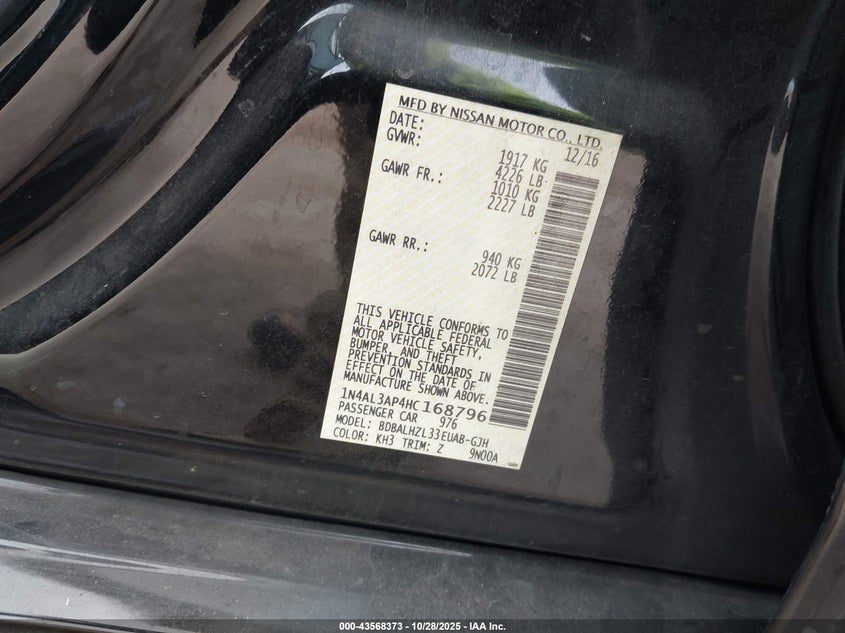 MFD BY NISSAN MOTOR CO., LTD.
DATE: 12/16
GVWR: 1917 KG
4226 LB
GAWR FR.: 1010 KG
2227 LB
GAWR RR.: 940 KG
2072 LB
THIS VEHICLE CONFORMS TO
ALL APPLICABLE FEDERAL
MOTOR VEHICLE SAFETY,
BUMPER, AND THEFT
PREVENTION STANDARDS IN
EFFECT ON THE DATE OF
MANUFACTURE SHOWN ABOVE.
1N4AL3AP4HC168796
PASSENGER CAR 976
MODEL: BDBALHZL33EUAB-GJH
COLOR: KH3 TRIM: Z 9N00A
000-43568373 | 10/28/2025 | IAA Inc.